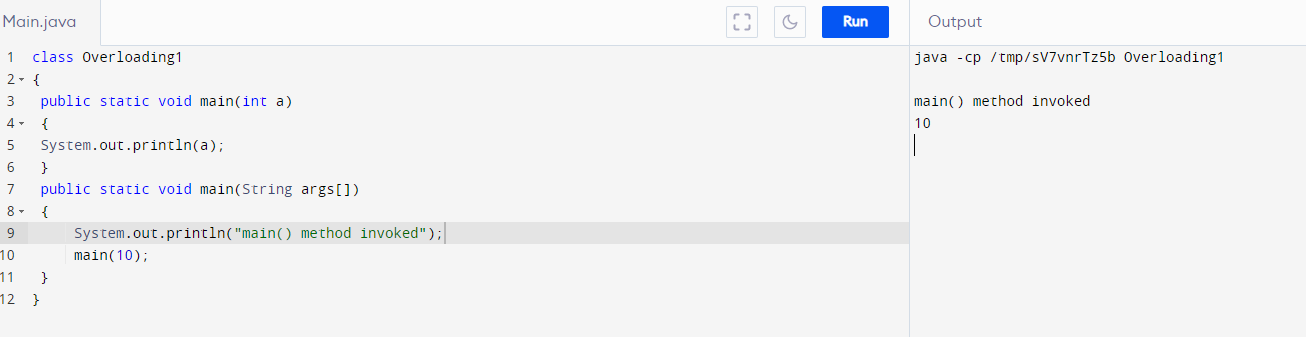 Main.java
Run
Output
1 class Overloading1
2 {
3 public static void main(int a)
4 {
5 System.out.println(a);
6 }
7 public static void main(String args[])
8 {
9 System.out.println("main() method invoked");
10 main(10);
11 }
12 }
java -cp /tmp/sV7vnrTz5b Overloading1
main() method invoked
10